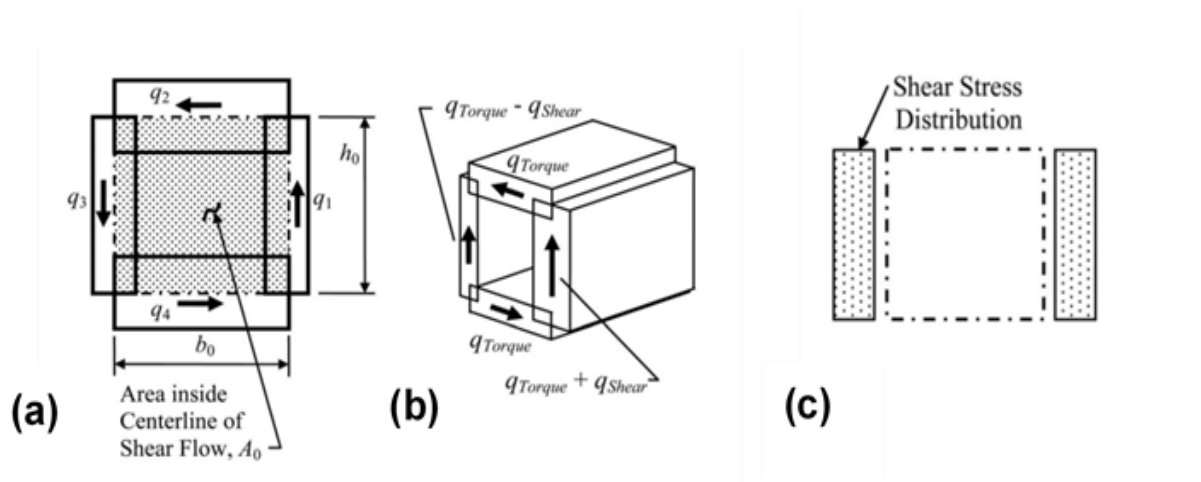 q2
h0
q3
q1
q4
b0
Area inside
Centerline of
Shear Flow, A0
(a)
qTorque - qShear
qTorque
qTorque
qTorque + qShear
(b)
Shear Stress
Distribution
(c)